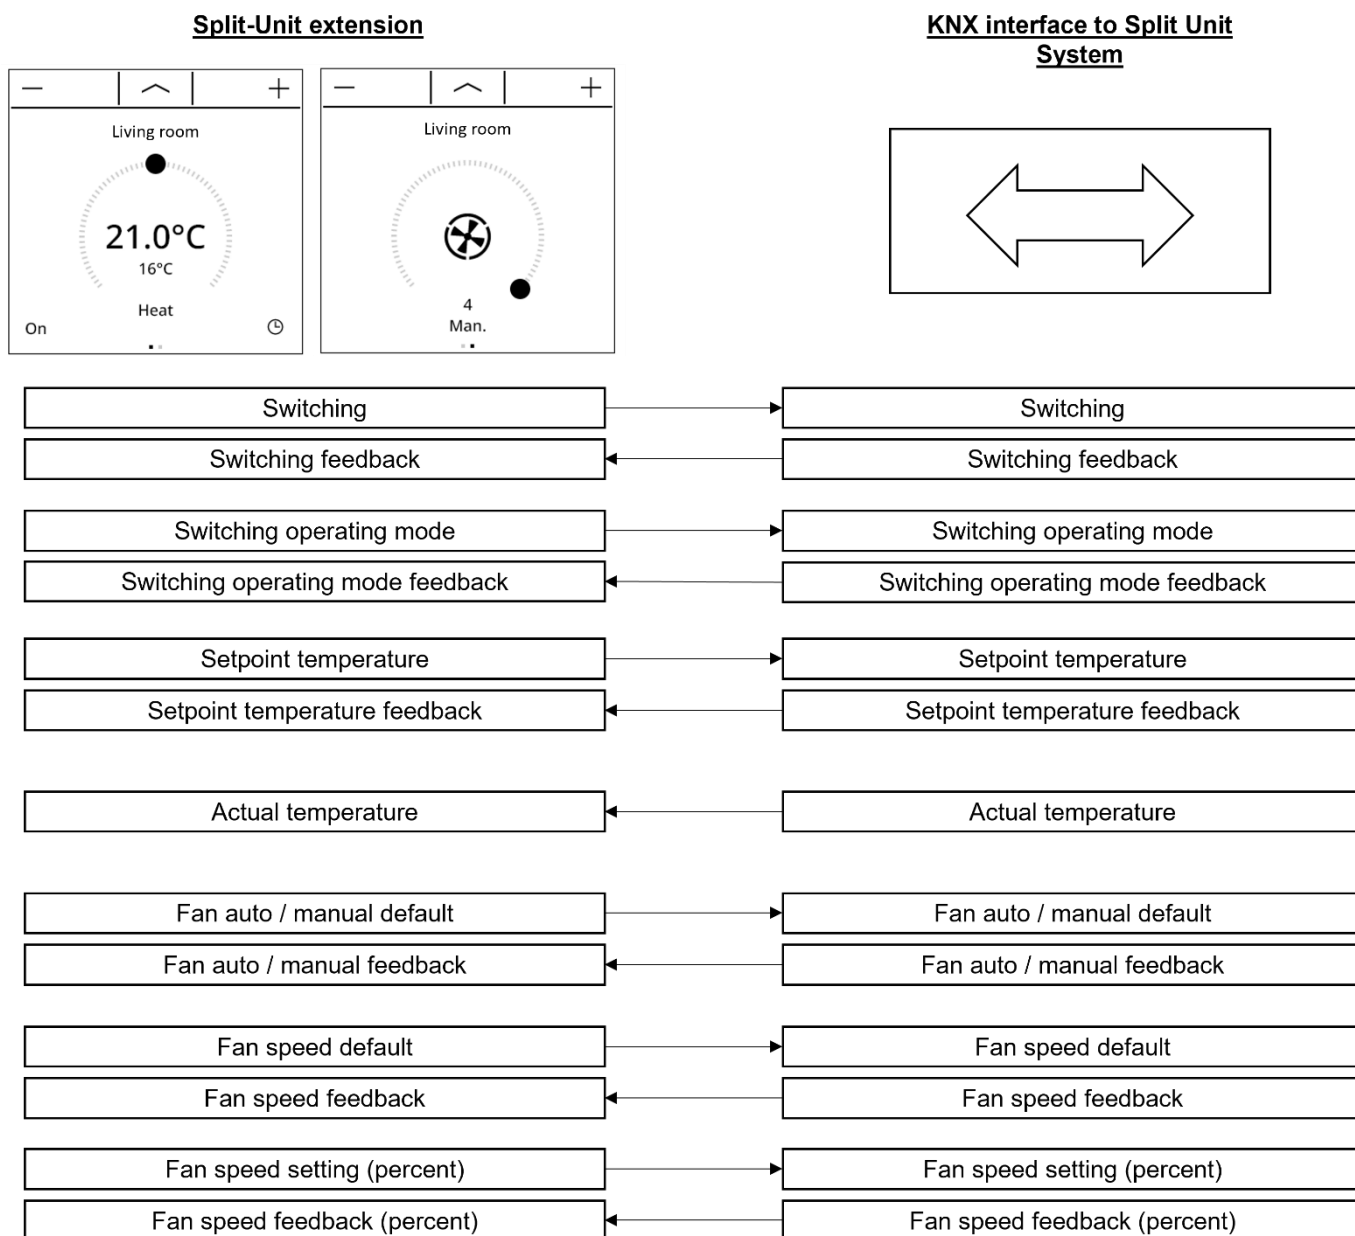 Split-Unit extension
KNX interface to Split Unit
System
Living room
21.0°C
16°C
Heat
On
Living room
4
Man.
Switching
Switching
Switching feedback
Switching feedback
Switching operating mode
Switching operating mode
Switching operating mode feedback
Switching operating mode feedback
Setpoint temperature
Setpoint temperature
Setpoint temperature feedback
Setpoint temperature feedback
Actual temperature
Actual temperature
Fan auto / manual default
Fan auto / manual default
Fan auto / manual feedback
Fan auto / manual feedback
Fan speed default
Fan speed default
Fan speed feedback
Fan speed feedback
Fan speed setting (percent)
Fan speed setting (percent)
Fan speed feedback (percent)
Fan speed feedback (percent)